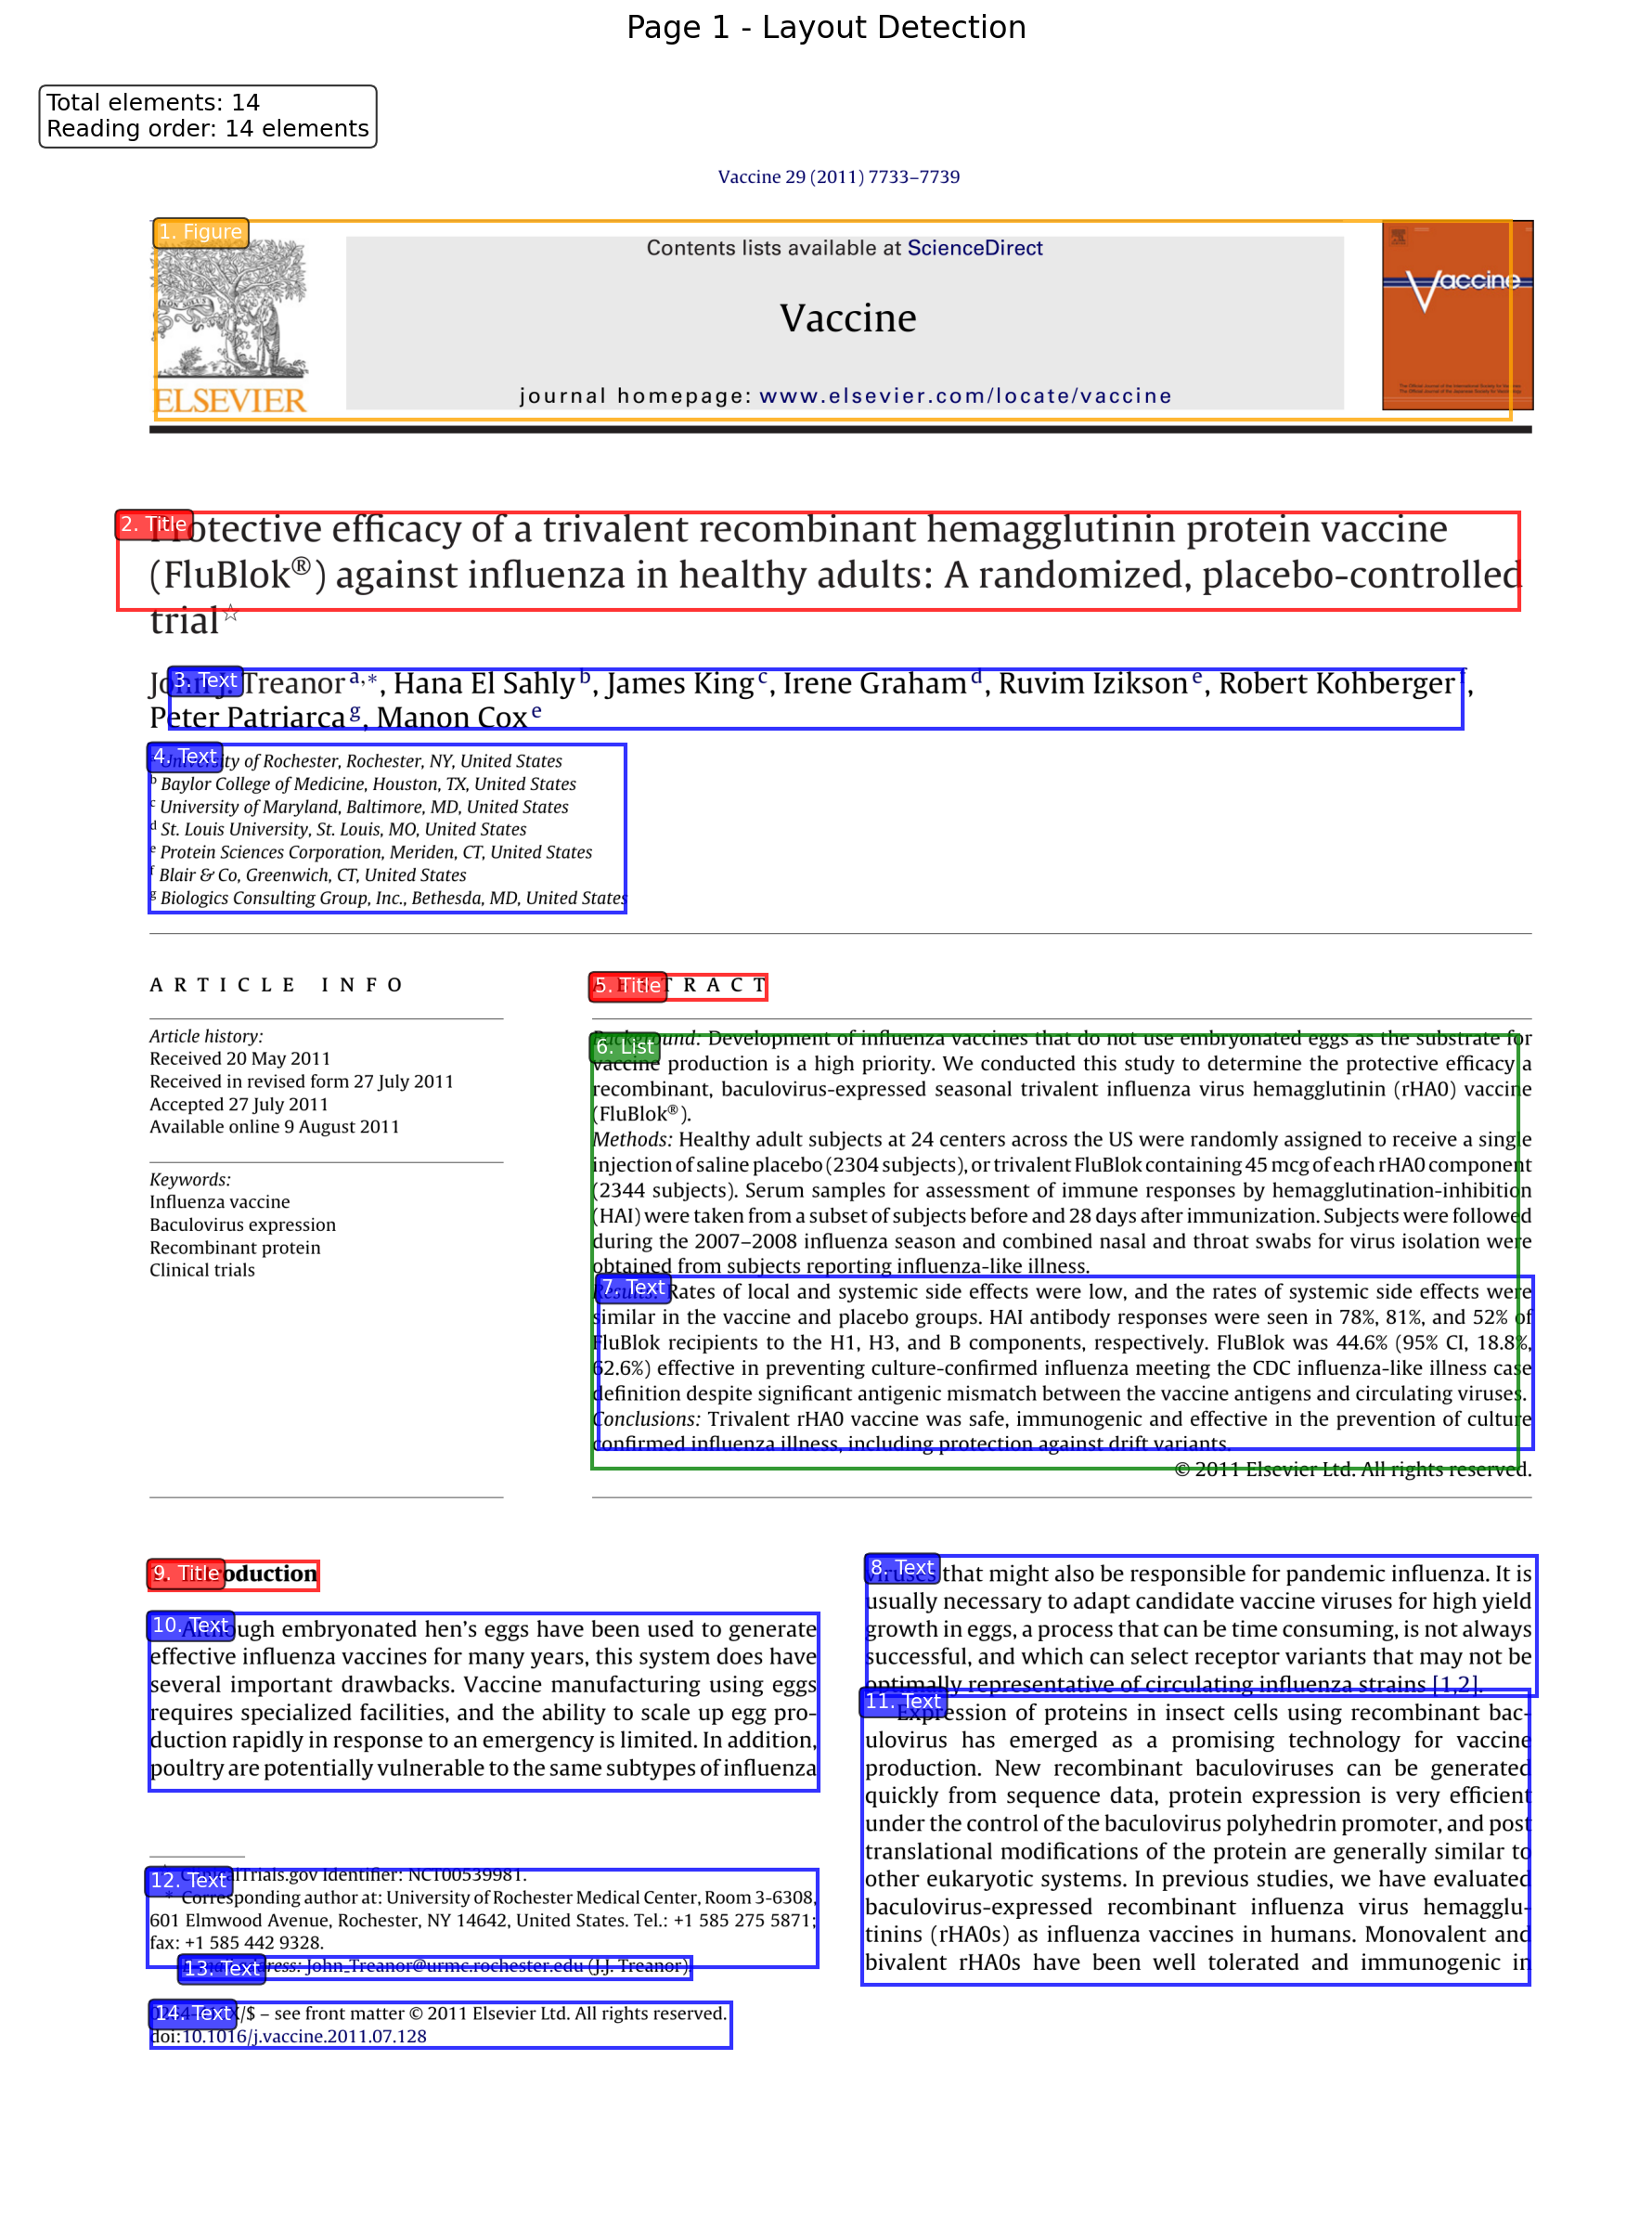 Page 1 - Layout Detection
Total elements: 14
Reading order: 14 elements
Vaccine 29 (2011) 7733–7739
1. Figure
ELSEVIER
Contents lists available at ScienceDirect
Vaccine
journal homepage: www.elsevier.com/locate/vaccine
Vaccine
2. Title
Protective efficacy of a trivalent recombinant hemagglutinin protein vaccine
(FluBlok®) against influenza in healthy adults: A randomized, placebo-controlled
trial☆
3. Text
John J. Treanor a,∗, Hana El Sahly b, James King c, Irene Graham d, Ruvim Izikson e, Robert Kohberger f,
Peter Patriarca g, Manon Cox e
4. Text
a University of Rochester, Rochester, NY, United States
b Baylor College of Medicine, Houston, TX, United States
c University of Maryland, Baltimore, MD, United States
d St. Louis University, St. Louis, MO, United States
e Protein Sciences Corporation, Meriden, CT, United States
f Blair & Co, Greenwich, CT, United States
g Biologics Consulting Group, Inc., Bethesda, MD, United States
ARTICLE INFO
Article history:
Received 20 May 2011
Received in revised form 27 July 2011
Accepted 27 July 2011
Available online 9 August 2011
Keywords:
Influenza vaccine
Baculovirus expression
Recombinant protein
Clinical trials
5. Title
ABSTRACT
6. List
Background: Development of influenza vaccines that do not use embryonated eggs as the substrate for
vaccine production is a high priority. We conducted this study to determine the protective efficacy a
recombinant, baculovirus-expressed seasonal trivalent influenza virus hemagglutinin (rHA0) vaccine
(FluBlok®).
Methods: Healthy adult subjects at 24 centers across the US were randomly assigned to receive a single
injection of saline placebo (2304 subjects), or trivalent FluBlok containing 45 mcg of each rHA0 component
(2344 subjects). Serum samples for assessment of immune responses by hemagglutination-inhibition
(HAI) were taken from a subset of subjects before and 28 days after immunization. Subjects were followed
during the 2007–2008 influenza season and combined nasal and throat swabs for virus isolation were
obtained from subjects reporting influenza-like illness.
7. Text
Results: Rates of local and systemic side effects were low, and the rates of systemic side effects were
similar in the vaccine and placebo groups. HAI antibody responses were seen in 78%, 81%, and 52% of
FluBlok recipients to the H1, H3, and B components, respectively. FluBlok was 44.6% (95% CI, 18.8%,
62.6%) effective in preventing culture-confirmed influenza meeting the CDC influenza-like illness case
definition despite significant antigenic mismatch between the vaccine antigens and circulating viruses.
Conclusions: Trivalent rHA0 vaccine was safe, immunogenic and effective in the prevention of culture
confirmed influenza illness, including protection against drift variants.
© 2011 Elsevier Ltd. All rights reserved.
9. Title
1. Introduction
10. Text
Although embryonated hen's eggs have been used to generate
effective influenza vaccines for many years, this system does have
several important drawbacks. Vaccine manufacturing using eggs
requires specialized facilities, and the ability to scale up egg pro-
duction rapidly in response to an emergency is limited. In addition,
poultry are potentially vulnerable to the same subtypes of influenza
8. Text
viruses that might also be responsible for pandemic influenza. It is
usually necessary to adapt candidate vaccine viruses for high yield
growth in eggs, a process that can be time consuming, is not always
successful, and which can select receptor variants that may not be
optimally representative of circulating influenza strains [1,2].
11. Text
Expression of proteins in insect cells using recombinant bac-
ulovirus has emerged as a promising technology for vaccine
production. New recombinant baculoviruses can be generated
quickly from sequence data, protein expression is very efficient
under the control of the baculovirus polyhedrin promoter, and post
translational modifications of the protein are generally similar to
other eukaryotic systems. In previous studies, we have evaluated
baculovirus-expressed recombinant influenza virus hemagglu-
tinins (rHA0s) as influenza vaccines in humans. Monovalent and
bivalent rHA0s have been well tolerated and immunogenic in
12. Text
ClinicalTrials.gov Identifier: NCT00539981.
∗ Corresponding author at: University of Rochester Medical Center, Room 3-6308,
601 Elmwood Avenue, Rochester, NY 14642, United States. Tel.: +1 585 275 5871;
fax: +1 585 442 9328.
13. Text
E-mail address: John_Treanor@urmc.rochester.edu (J.J. Treanor).
14. Text
/$ – see front matter © 2011 Elsevier Ltd. All rights reserved.
doi:10.1016/j.vaccine.2011.07.128